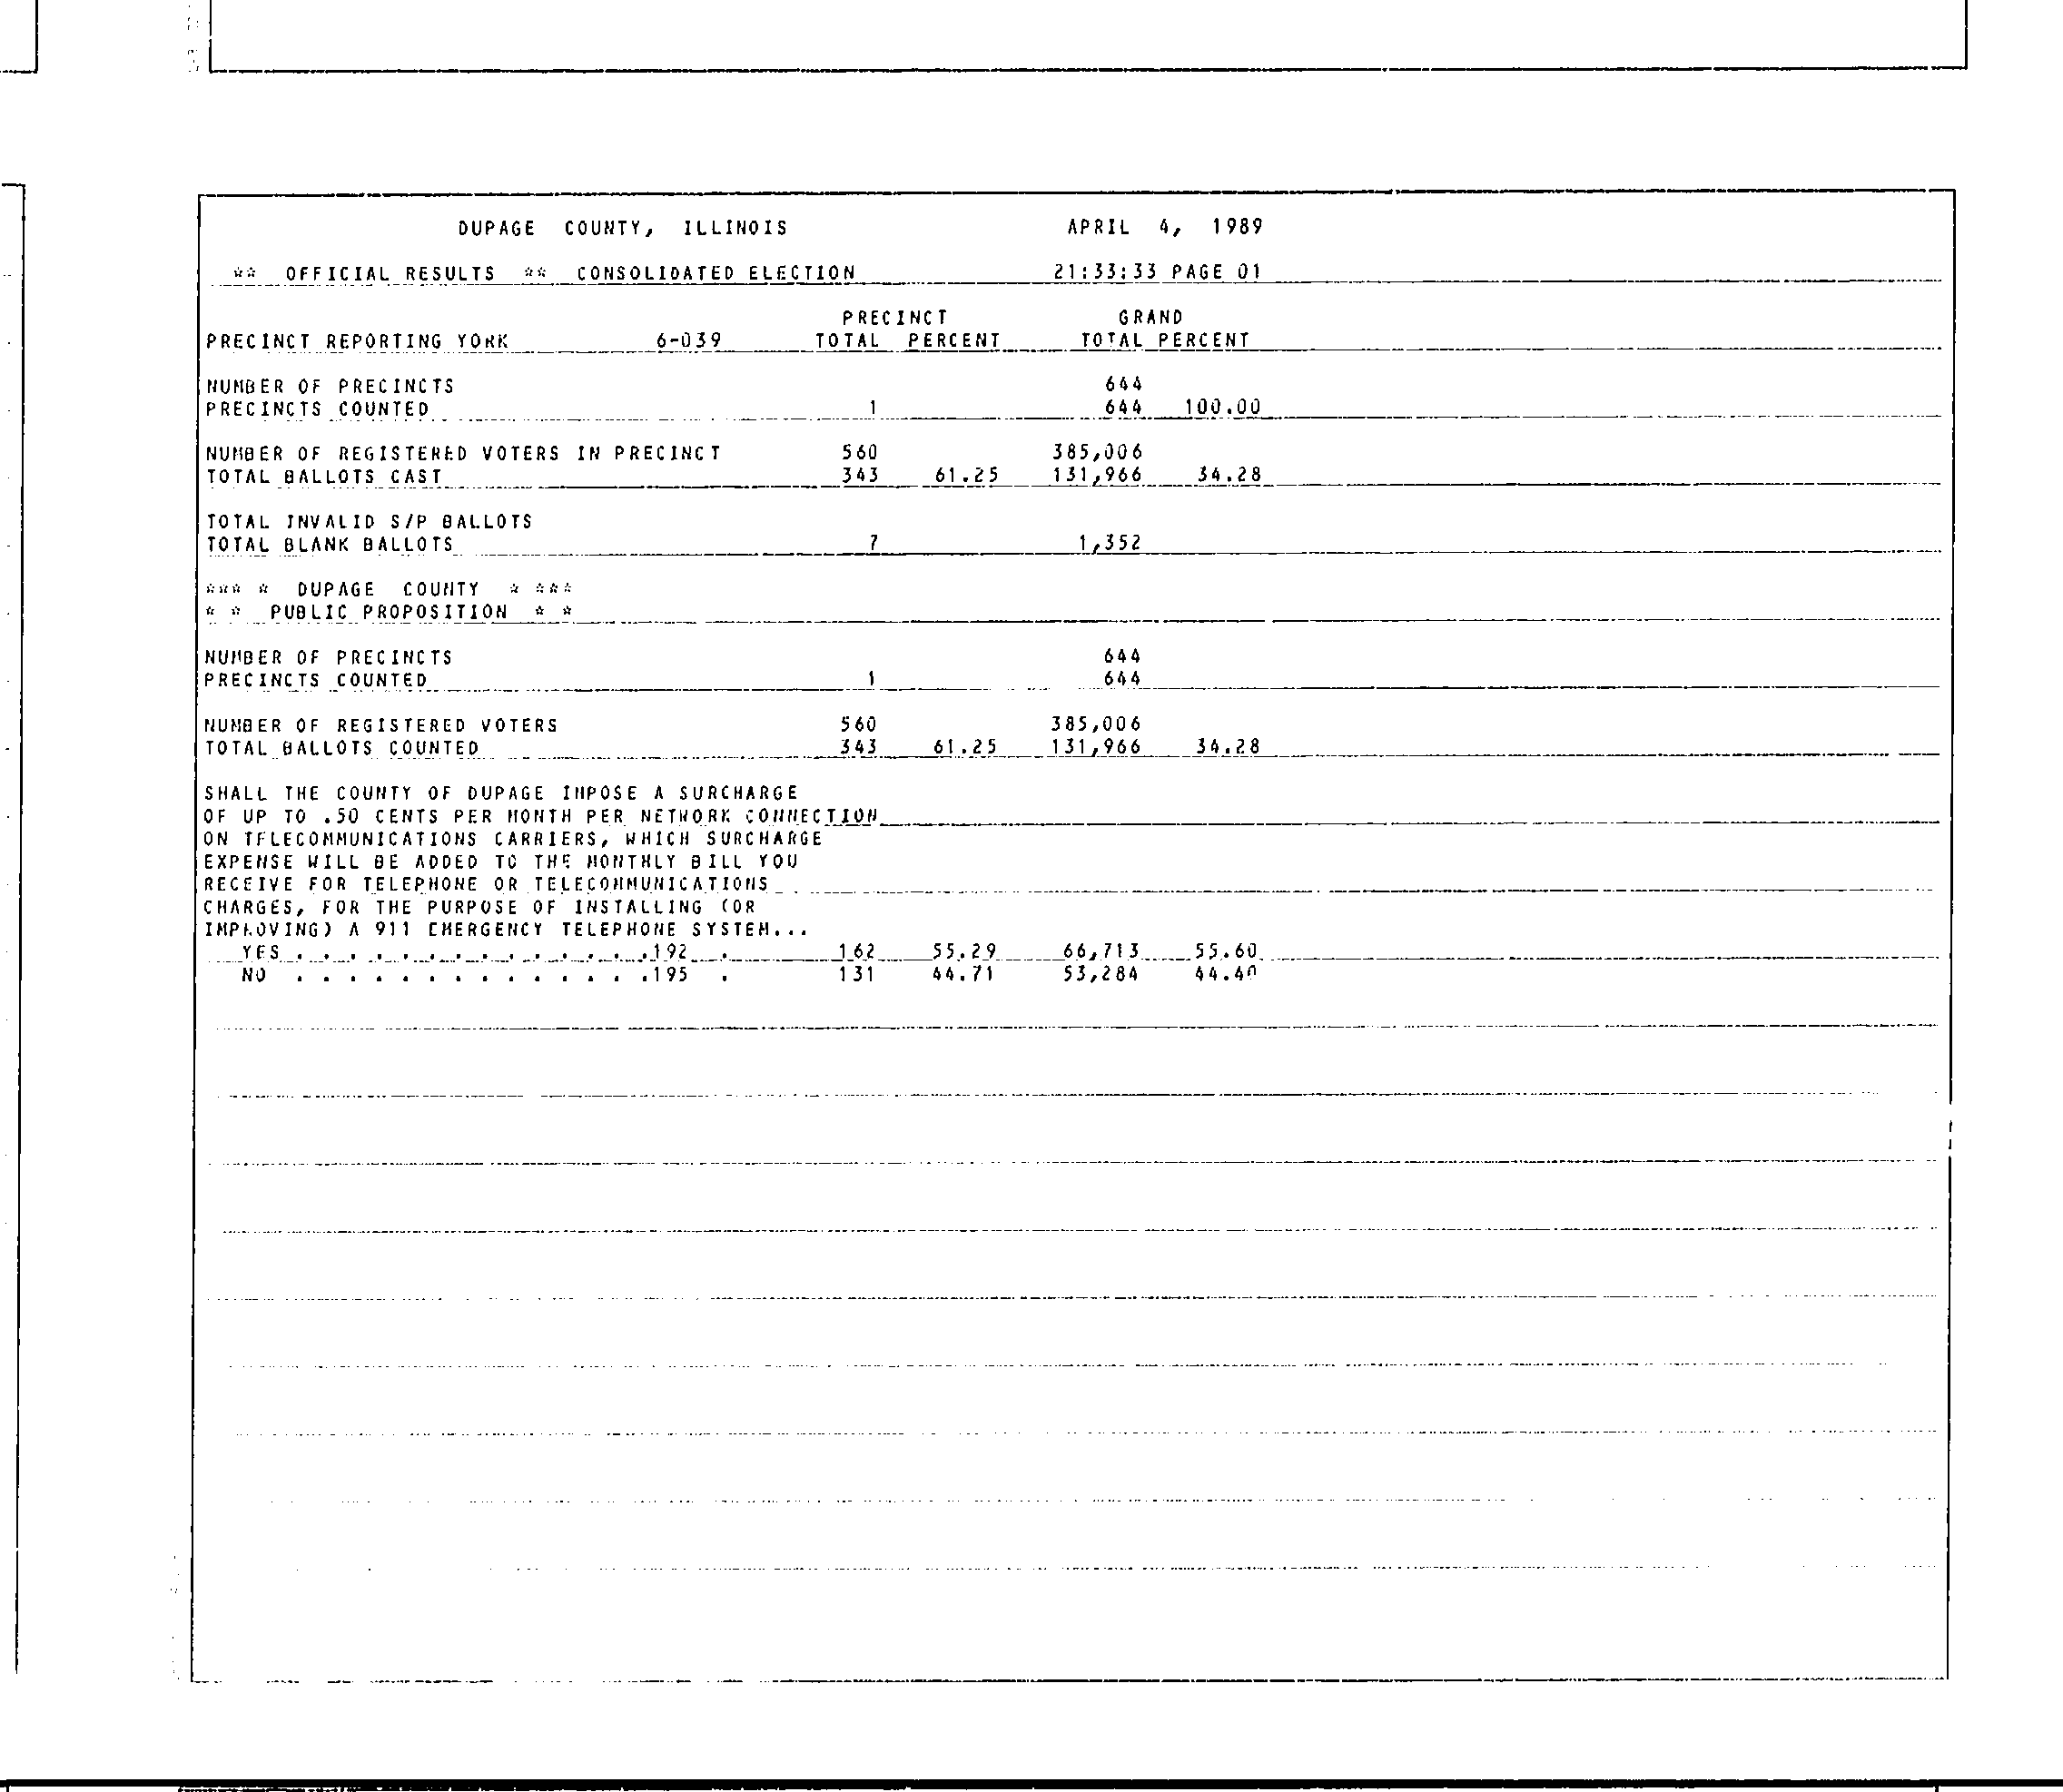 DUPAGE COUNTY, ILLINOIS APRIL 4, 1989
** OFFICIAL RESULTS ** CONSOLIDATED ELECTION 21:33:33 PAGE 01
PRECINCT GRAND
PRECINCT REPORTING YORK 6-039 TOTAL PERCENT TOTAL PERCENT
NUMBER OF PRECINCTS 644
PRECINCTS COUNTED 1 644 100.00
NUMBER OF REGISTERED VOTERS IN PRECINCT 560 385,006
TOTAL BALLOTS CAST 343 61.25 131,966 34.28
TOTAL INVALID S/P BALLOTS
TOTAL BLANK BALLOTS 7 1,352
*** * DUPAGE COUNTY * ***
* * PUBLIC PROPOSITION * *
NUMBER OF PRECINCTS 644
PRECINCTS COUNTED 1 644
NUMBER OF REGISTERED VOTERS 560 385,006
TOTAL BALLOTS COUNTED 343 61.25 131,966 34.28
SHALL THE COUNTY OF DUPAGE IMPOSE A SURCHARGE
OF UP TO .50 CENTS PER MONTH PER NETWORK CONNECTION
ON TELECOMMUNICATIONS CARRIERS, WHICH SURCHARGE
EXPENSE WILL BE ADDED TO THE MONTHLY BILL YOU
RECEIVE FOR TELEPHONE OR TELECOMMUNICATIONS
CHARGES, FOR THE PURPOSE OF INSTALLING (OR
IMPROVING) A 911 EMERGENCY TELEPHONE SYSTEM...
YES . . . . . . . . . . . . . .192 . 162 55.29 66,713 55.60
NO . . . . . . . . . . . . . .195 . 131 44.71 53,284 44.40